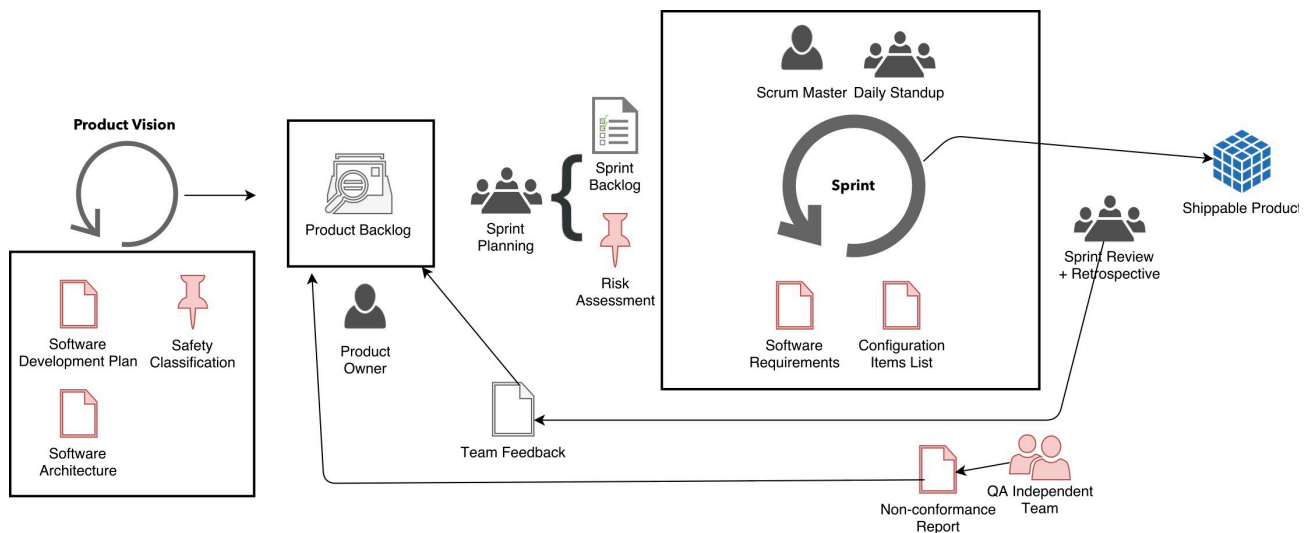 Product Vision
Software
Development Plan
Safety
Classification
Software
Architecture
Product Backlog
Product
Owner
Sprint
Planning
Sprint
Backlog
Risk
Assessment
Team Feedback
Scrum Master
Daily Standup
Sprint
Software
Requirements
Configuration
Items List
Shippable Product
Sprint Review
+ Retrospective
Non-conformance
Report
QA Independent
Team